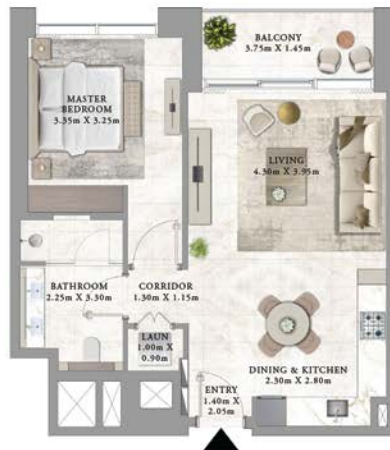 BALCONY
3.75m X 1.45m
MASTER
BEDROOM
3.35m X 3.25m
LIVING
4.30m X 3.95m
BATHROOM
2.25m X 3.30m
CORRIDOR
1.30m X 1.15m
LAUN
1.00m X
0.90m
DINING & KITCHEN
2.30m X 2.80m
ENTRY
1.40m X
2.05m